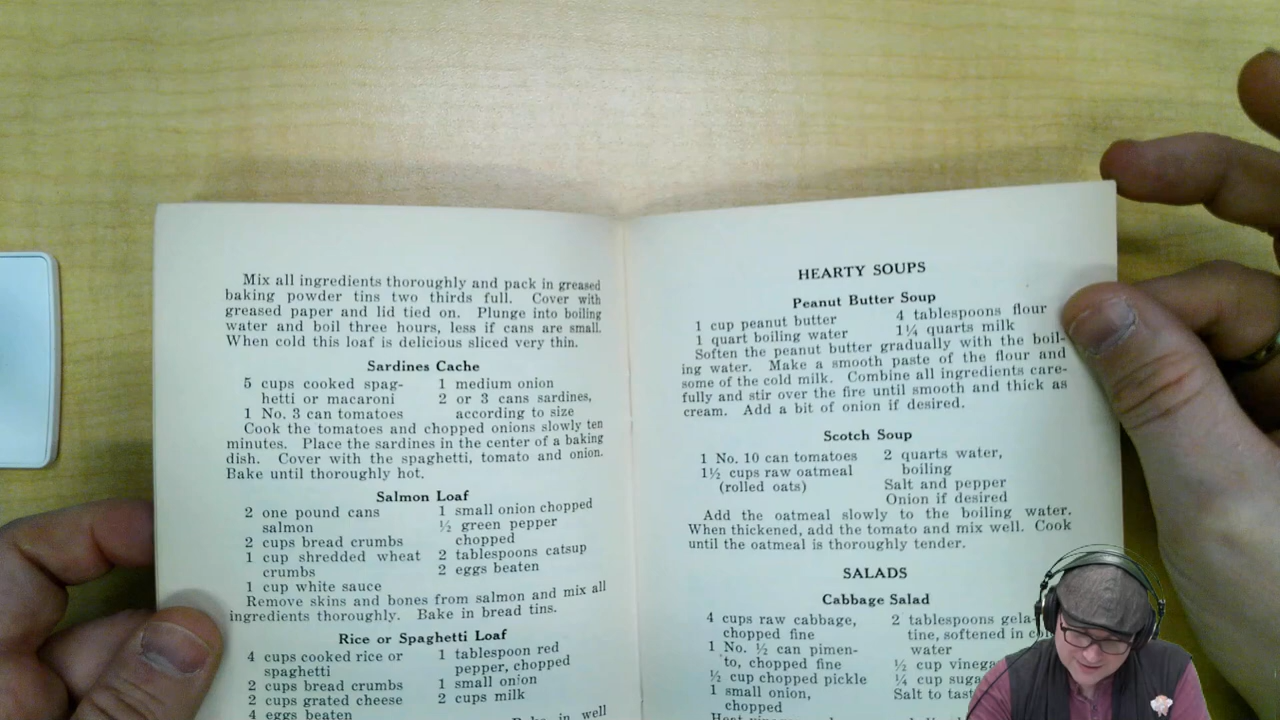 Mix all ingredients thoroughly and pack in greased
baking powder tins two thirds full. Cover with
greased paper and lid tied on. Plunge into boiling
water and boil three hours, less if cans are small.
When cold this loaf is delicious sliced very thin.
Sardines Cache
5 cups cooked spag-
hetti or macaroni
1 No. 3 can tomatoes
1 medium onion
2 or 3 cans sardines,
according to size
Cook the tomatoes and chopped onions slowly ten
minutes. Place the sardines in the center of a baking
dish. Cover with the spaghetti, tomato and onion.
Bake until thoroughly hot.
Salmon Loaf
2 one pound cans
salmon
2 cups bread crumbs
1 cup shredded wheat
crumbs
1 cup white sauce
1 small onion chopped
½ green pepper
chopped
2 tablespoons catsup
2 eggs beaten
Remove skins and bones from salmon and mix all
ingredients thoroughly. Bake in bread tins.
Rice or Spaghetti Loaf
4 cups cooked rice or
spaghetti
2 cups bread crumbs
2 cups grated cheese
4 eggs beaten
1 tablespoon red
pepper, chopped
1 small onion
2 cups milk
Bake in well
HEARTY SOUPS
Peanut Butter Soup
1 cup peanut butter
1 quart boiling water
4 tablespoons flour
1¼ quarts milk
Soften the peanut butter gradually with the boil-
ing water. Make a smooth paste of the flour and
some of the cold milk. Combine all ingredients care-
fully and stir over the fire until smooth and thick as
cream. Add a bit of onion if desired.
Scotch Soup
1 No. 10 can tomatoes
1½ cups raw oatmeal
(rolled oats)
2 quarts water,
boiling
Salt and pepper
Onion if desired
Add the oatmeal slowly to the boiling water.
When thickened, add the tomato and mix well. Cook
until the oatmeal is thoroughly tender.
SALADS
Cabbage Salad
4 cups raw cabbage,
chopped fine
1 No. ½ can pimen-
to, chopped fine
½ cup chopped pickle
1 small onion,
chopped
2 tablespoons gela-
tine, softened in
water
½ cup
¼ cup
Salt to